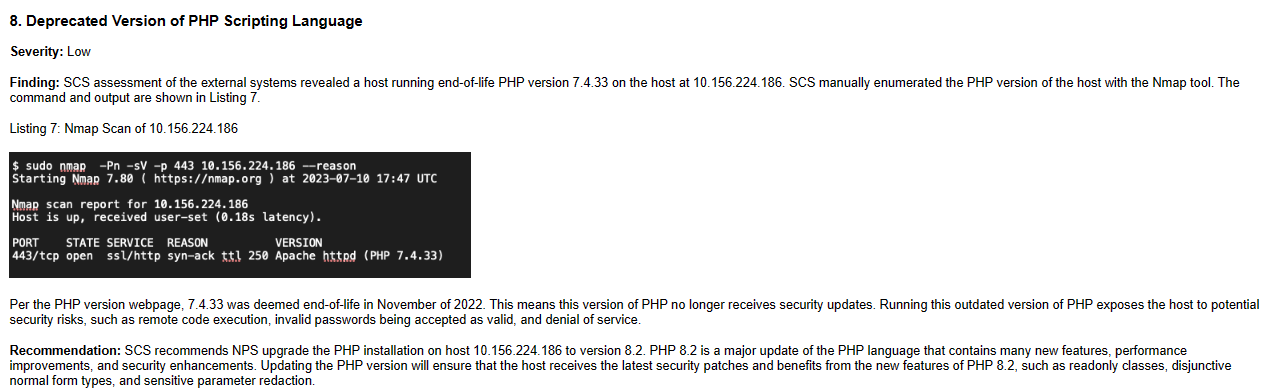 8. Deprecated Version of PHP Scripting Language
Severity: Low
Finding: SCS assessment of the external systems revealed a host running end-of-life PHP version 7.4.33 on the host at 10.156.224.186. SCS manually enumerated the PHP version of the host with the Nmap tool. The
command and output are shown in Listing 7.
Listing 7: Nmap Scan of 10.156.224.186
$ sudo nmap -Pn -sV -p 443 10.156.224.186 --reason
Starting Nmap 7.80 ( https://nmap.org ) at 2023-07-10 17:47 UTC
Nmap scan report for 10.156.224.186
Host is up, received user-set (0.18s latency).
PORT STATE SERVICE REASON VERSION
443/tcp open ssl/http syn-ack ttl 250 Apache httpd (PHP 7.4.33)
Per the PHP version webpage, 7.4.33 was deemed end-of-life in November of 2022. This means this version of PHP no longer receives security updates. Running this outdated version of PHP exposes the host to potential
security risks, such as remote code execution, invalid passwords being accepted as valid, and denial of service.
Recommendation: SCS recommends NPS upgrade the PHP installation on host 10.156.224.186 to version 8.2. PHP 8.2 is a major update of the PHP language that contains many new features, performance
improvements, and security enhancements. Updating the PHP version will ensure that the host receives the latest security patches and benefits from the new features of PHP 8.2, such as readonly classes, disjunctive
normal form types, and sensitive parameter redaction.